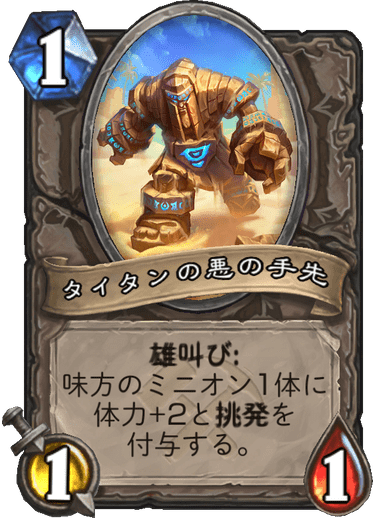 1
タイタンの悪の手先
雄叫び:
味方のミニオン1体に
体力+2と挑発を
付与する。
1
1